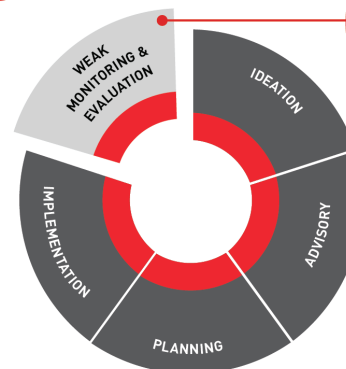 WEAK
MONITORING &
EVALUATION
IDEATION
ADVISORY
PLANNING
IMPLEMENTATION